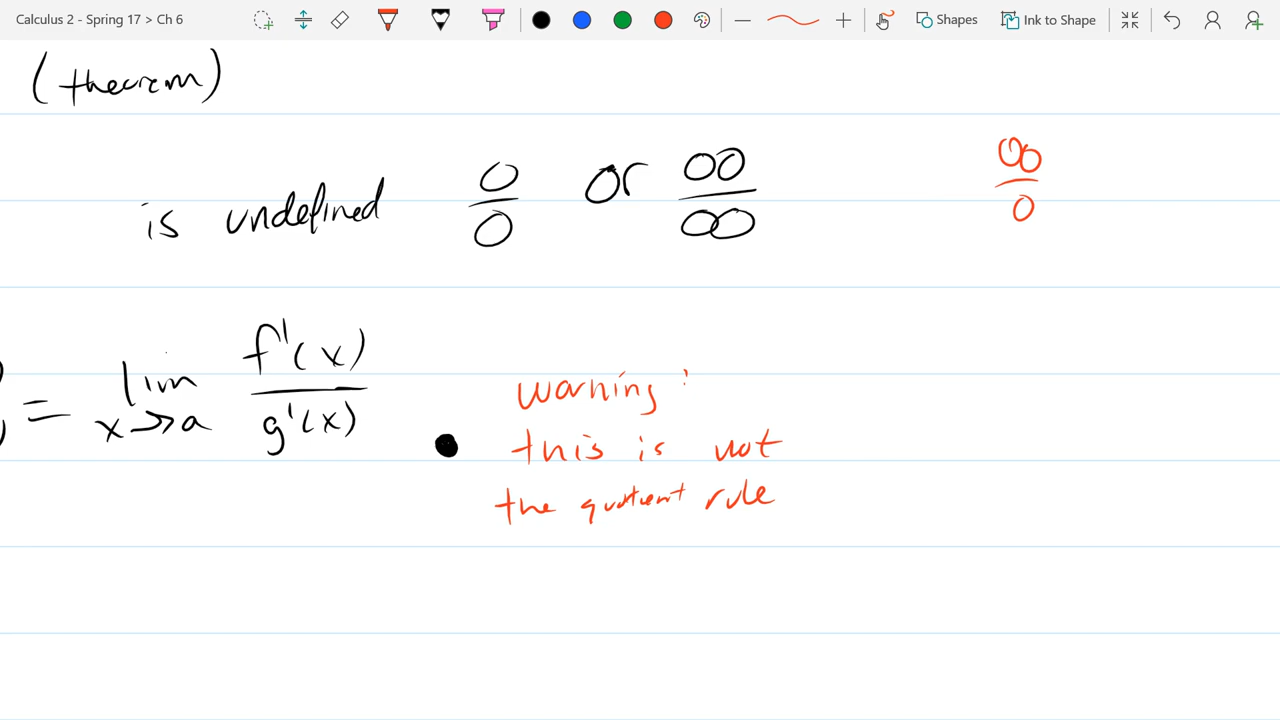 Calculus 2 - Spring 17 > Ch 6
Shapes
Ink to Shape
(theorem)
is undefined 0/0 or ∞/∞
∞/0
) = lim x→a f'(x)/g'(x)
warning:
this is not
the quotient rule